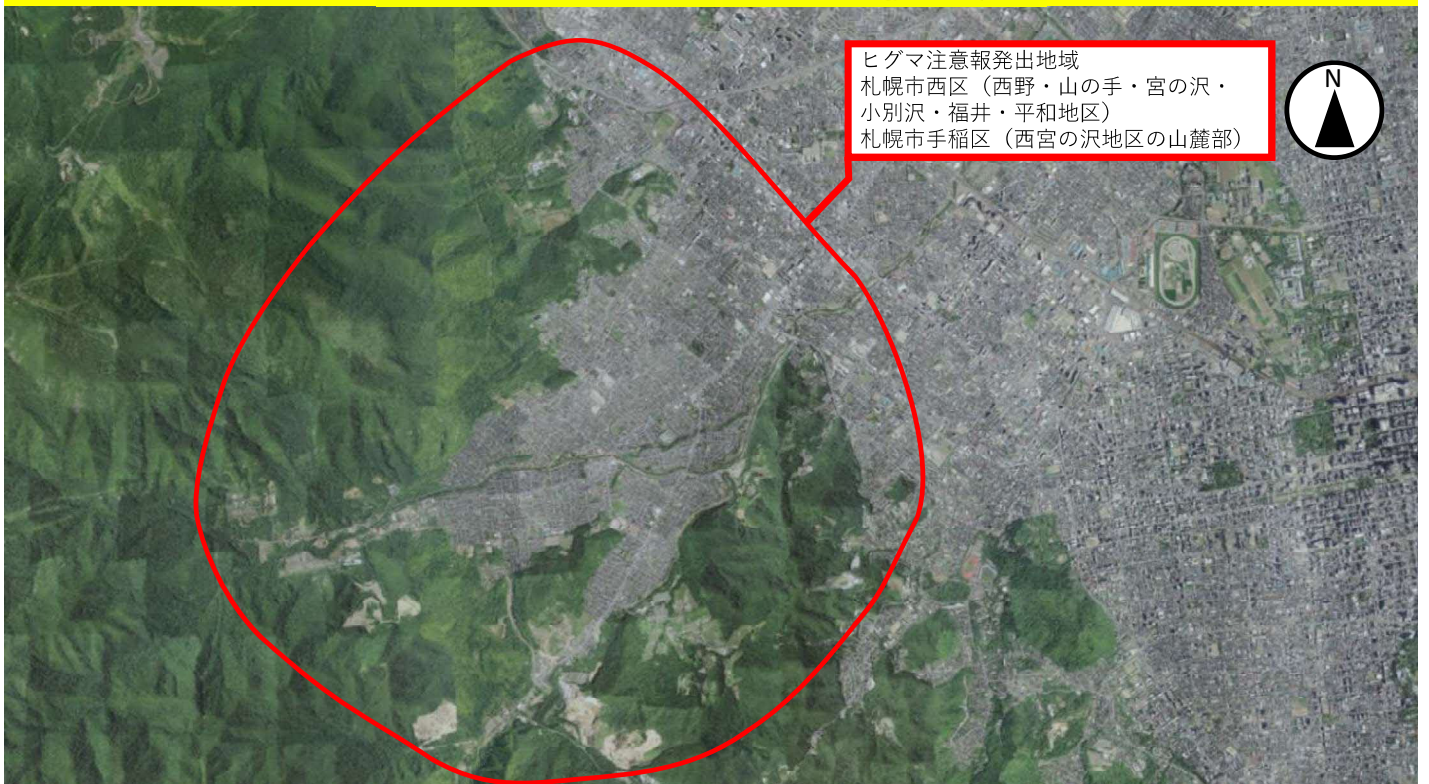 ヒグマ注意報発出地域
札幌市西区（西野・山の手・宮の沢・
小別沢・福井・平和地区）
札幌市手稲区（西宮の沢地区の山麓部）
N